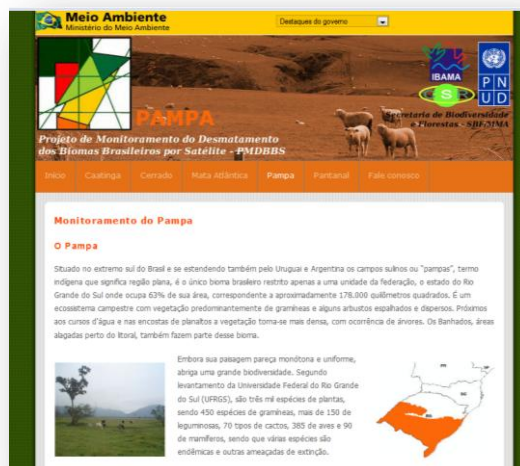 Meio Ambiente
Ministério do Meio Ambiente
Destaques do governo
IBAMA
CSR
P N
U D
PAMPA
Secretaria de Biodiversidade
e Florestas - SBF/MMA
Projeto de Monitoramento do Desmatamento
dos Biomas Brasileiros por Satélite - PMDBBS
Início Caatinga Cerrado Mata Atlântica Pampa Pantanal Fale conosco
Monitoramento do Pampa
O Pampa
Situado no extremo sul do Brasil e se estendendo também pelo Uruguai e Argentina os campos sulinos ou "pampas", termo
indígena que significa região plana, é o único bioma brasileiro restrito apenas a uma unidade da federação, o estado do Rio
Grande do Sul onde ocupa 63% de sua área, correspondente a aproximadamente 178.000 quilômetros quadrados. É um
ecossistema campestre com vegetação predominantemente de gramíneas e alguns arbustos espalhados e dispersos. Próximos
aos cursos d'água e nas encostas de planaltos a vegetação torna-se mais densa, com ocorrência de árvores. Os Banhados, áreas
alagadas perto do litoral, também fazem parte desse bioma.
Embora sua paisagem pareça monótona e uniforme,
abriga uma grande biodiversidade. Segundo
levantamento da Universidade Federal do Rio Grande
do Sul (UFRGS), são três mil espécies de plantas,
sendo 450 espécies de gramíneas, mais de 150 de
leguminosas, 70 tipos de cactos, 385 de aves e 90
de mamíferos, sendo que várias espécies são
endêmicas e outras ameaçadas de extinção.
PR
SC
RS